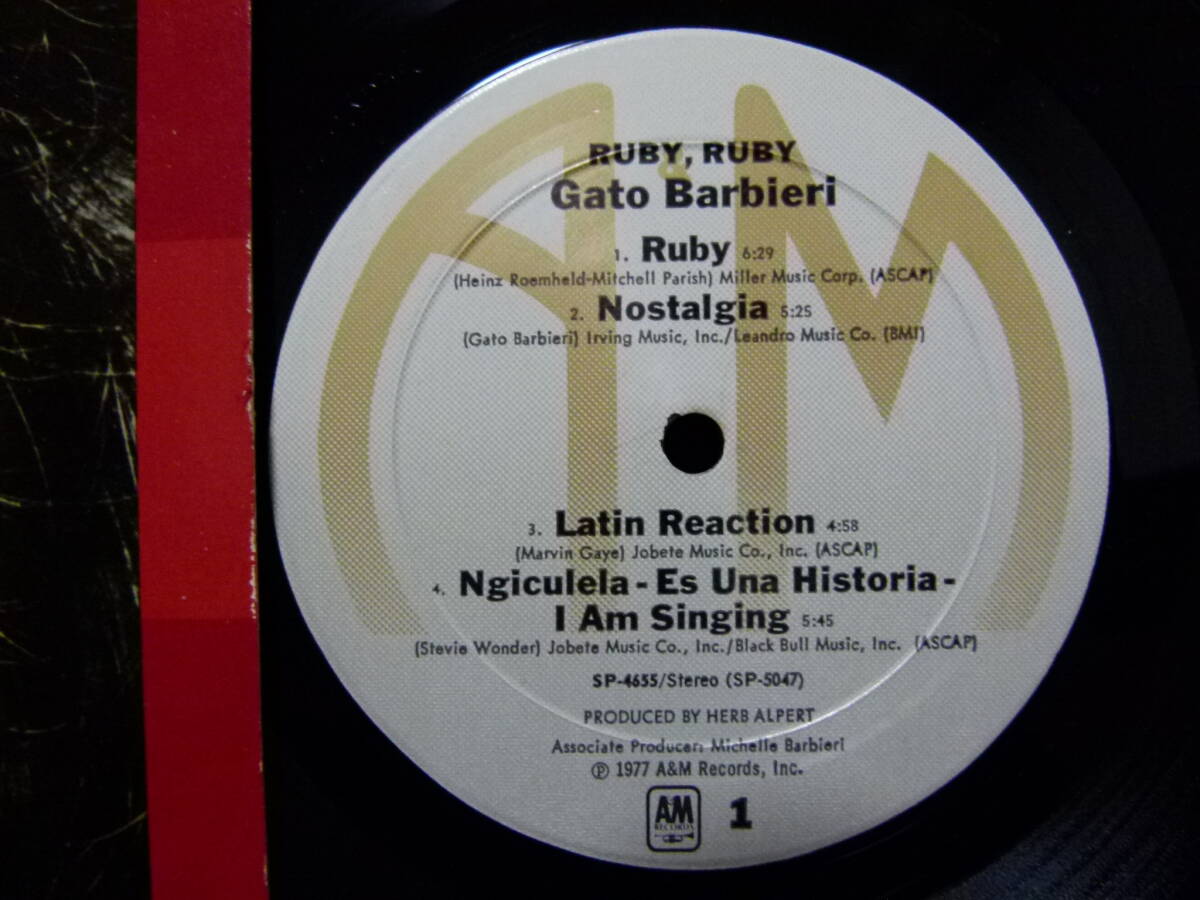 RUBY, RUBY
Gato Barbieri
1. Ruby 6:29
(Heinz Roemheld-Mitchell Parish) Miller Music Corp. (ASCAP)
2. Nostalgia 5:25
(Gato Barbieri) Irving Music, Inc./Leandro Music Co. (BMI)
3. Latin Reaction 4:58
(Marvin Gaye) Jobete Music Co., Inc. (ASCAP)
4. Ngiculela - Es Una Historia -
I Am Singing 5:45
(Stevie Wonder) Jobete Music Co., Inc./Black Bull Music, Inc. (ASCAP)
SP-4655/Stereo (SP-5047)
PRODUCED BY HERB ALPERT
Associate Producer: Michelle Barbieri
℗ 1977 A&M Records, Inc.
A&M
RECORDS
1